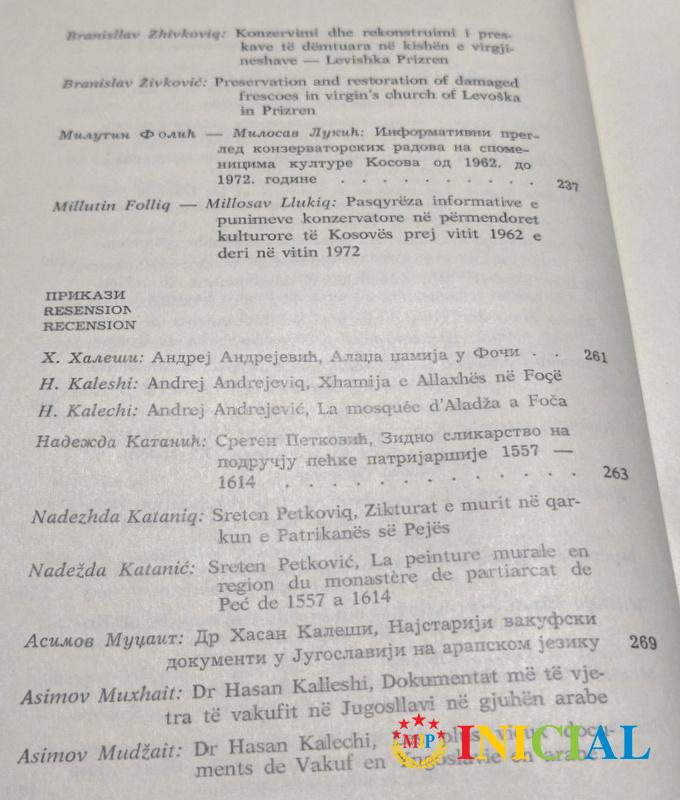 Branisllav Zhivkoviq: Konzervimi dhe rekonstruimi i pres-
kave të dëmtuara në kishën e virgji-
neshave — Levishka Prizren
Branislav Živković: Preservation and restoration of damaged
frescoes in virgin's church of Levoška
in Prizren
Милутин Фолић — Милосав Лукић: Информативни прег-
лед конзерваторских радова на споме-
ницима културе Косова од 1962. до
1972. године . . . . . . . . . . 237
Millutin Folliq — Millosav Llukiq: Pasqyrëza informative e
punimeve konzervatore në përmendoret
kulturore të Kosovës prej vitit 1962 e
deri në vitin 1972
ПРИКАЗИ
RESENSION
RECENSION
Х. Халеши: Андреј Андрејевић, Алаџа џамија у Фочи . . 261
H. Kaleshi: Andrej Andrejeviq, Xhamija e Allaxhës në Foçë
H. Kalechi: Andrej Andrejević, La mosquée d'Aladža a Foča
Надежда Катанић: Сретен Петковић, Зидно сликарство на
подручју пећке патријаршије 1557 —
1614 . . . . . . . . . . . . . 263
Nadezhda Kataniq: Sreten Petkoviq, Zikturat e murit në qar-
kun e Patrikanës së Pejës
Nadežda Katanić: Sreten Petković, La peinture murale en
region du monastère de partiarcat de
Peć de 1557 a 1614
Асимов Муџаит: Др Хасан Калеши, Најстарији вакуфски
документи у Југославији на арапском језику 269
Asimov Muxhait: Dr Hasan Kalleshi, Dokumentat më të vje-
tra të vakufit në Jugosllavi në gjuhën arabe
Asimov Mudžait: Dr Hasan Kalechi, plus vieux docu-
ments de Vakuf en Yugoslavie en arabe
MP INICIAL